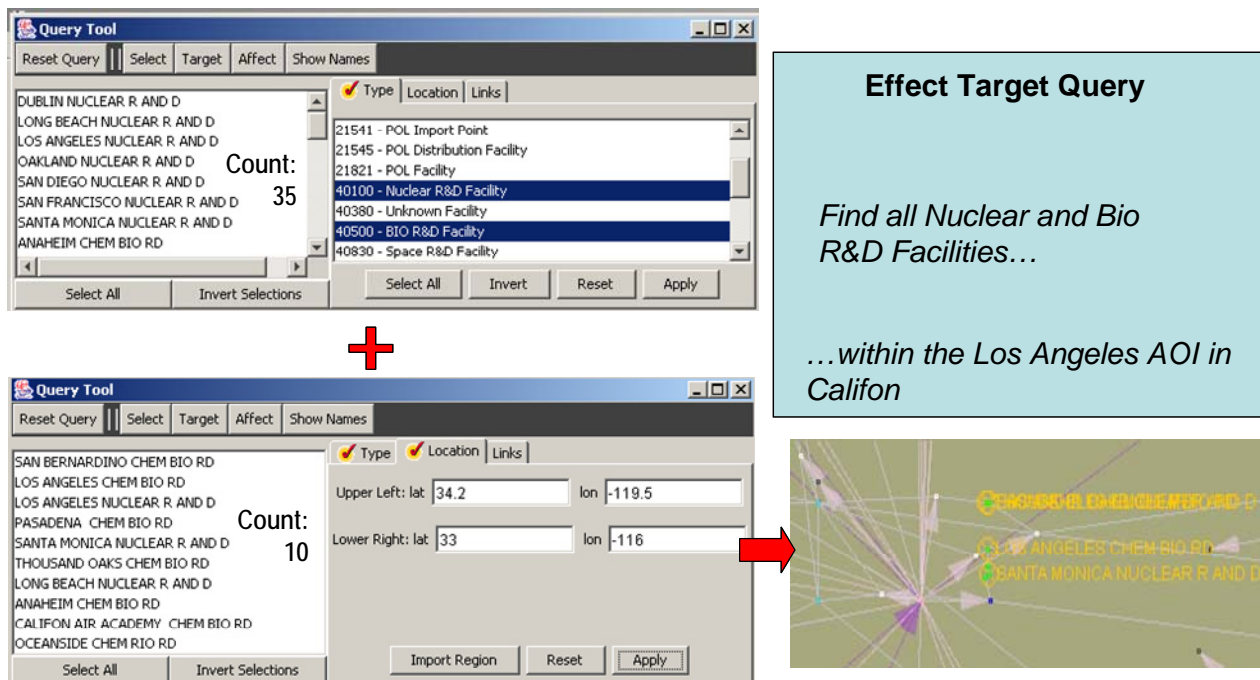 Query Tool
Reset Query Select Target Affect Show Names
DUBLIN NUCLEAR R AND D
LONG BEACH NUCLEAR R AND D
LOS ANGELES NUCLEAR R AND D
OAKLAND NUCLEAR R AND D
SAN DIEGO NUCLEAR R AND D
SAN FRANCISCO NUCLEAR R AND D
SANTA MONICA NUCLEAR R AND D
ANAHEIM CHEM BIO RD
Count:
35
Select All Invert Selections
Type Location Links
21541 - POL Import Point
21545 - POL Distribution Facility
21821 - POL Facility
40100 - Nuclear R&D Facility
40380 - Unknown Facility
40500 - BIO R&D Facility
40830 - Space R&D Facility
Select All Invert Reset Apply
Effect Target Query
Find all Nuclear and Bio
R&D Facilities…
…within the Los Angeles AOI in
Califon
Query Tool
Reset Query Select Target Affect Show Names
SAN BERNARDINO CHEM BIO RD
LOS ANGELES CHEM BIO RD
LOS ANGELES NUCLEAR R AND D
PASADENA CHEM BIO RD
SANTA MONICA NUCLEAR R AND D
THOUSAND OAKS CHEM BIO RD
LONG BEACH NUCLEAR R AND D
ANAHEIM CHEM BIO RD
CALIFON AIR ACADEMY CHEM BIO RD
OCEANSIDE CHEM BIO RD
Count:
10
Select All Invert Selections
Type Location Links
Upper Left: lat 34.2 lon -119.5
Lower Right: lat 33 lon -116
Import Region Reset Apply
LOS ANGELES CHEM BIO RD
SANTA MONICA NUCLEAR R AND D